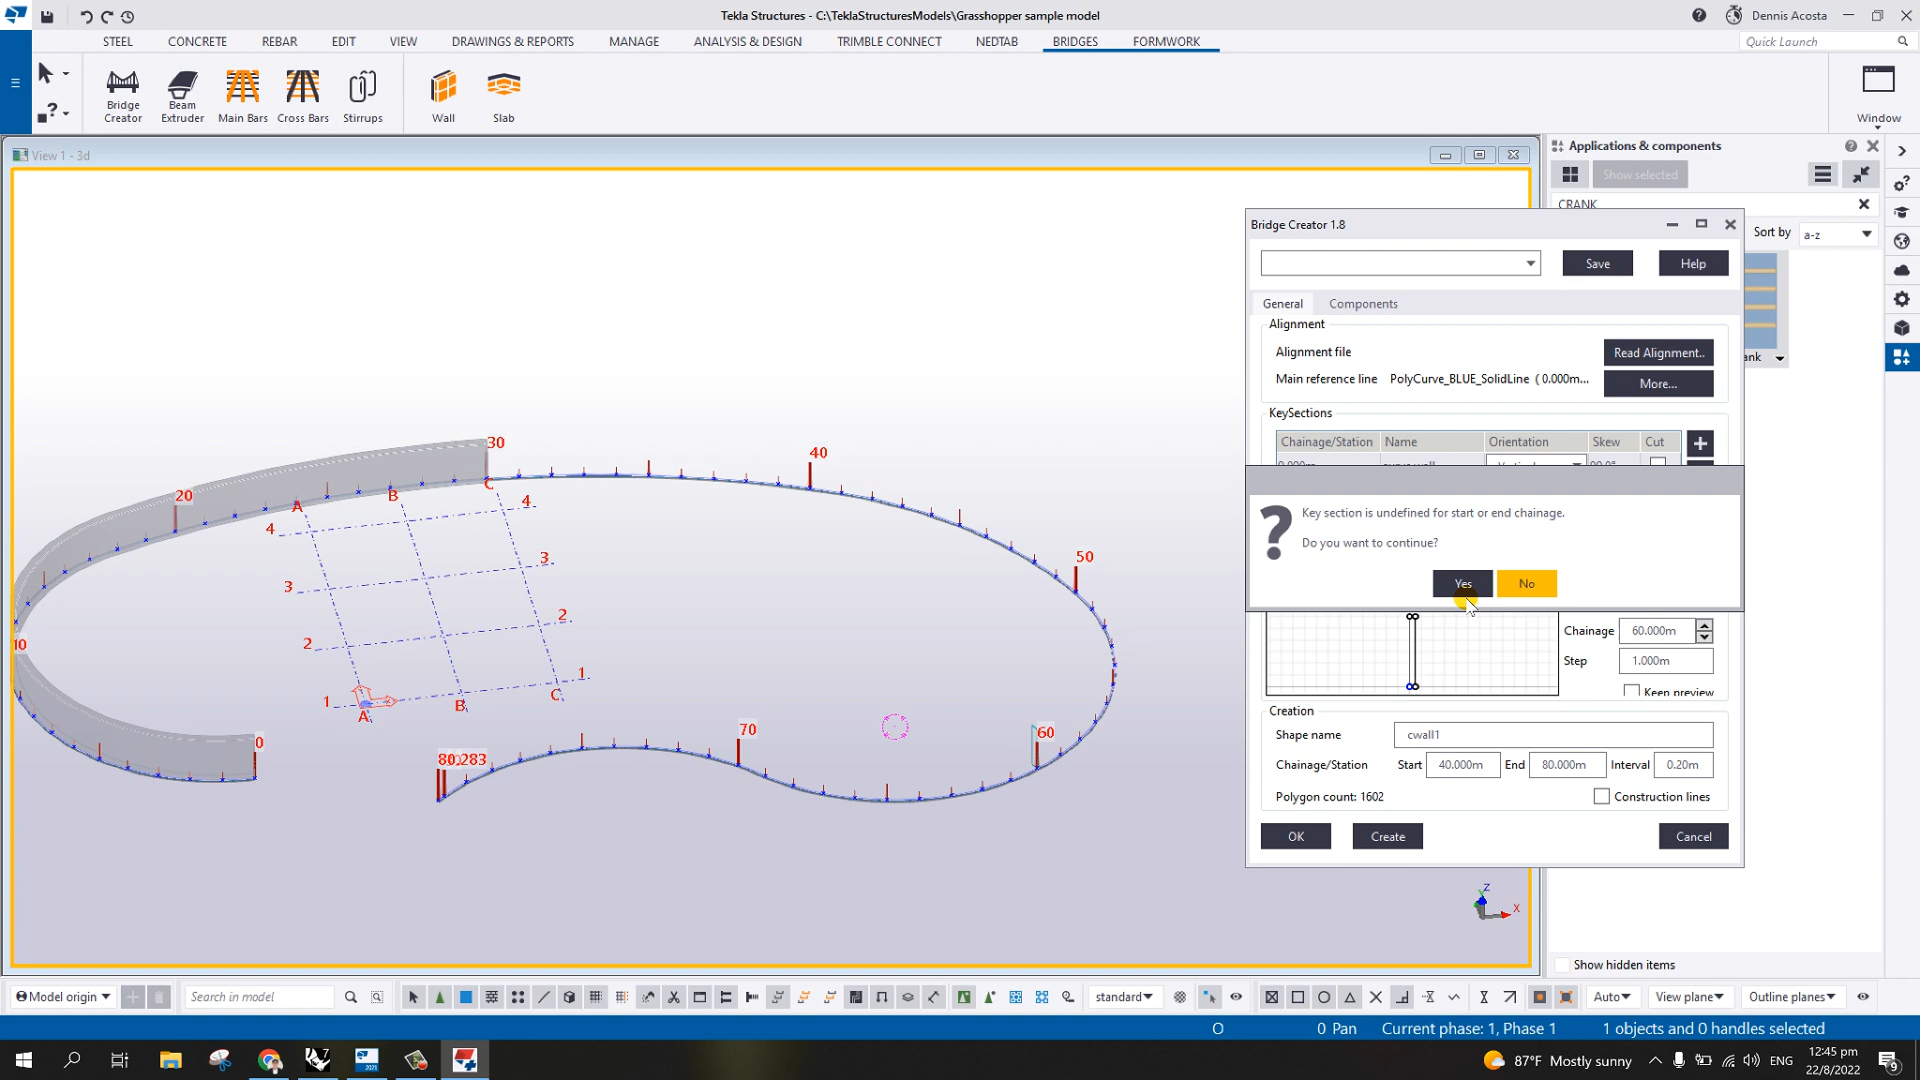 Tekla Structures - C:\TeklaStructuresModels\Grasshopper sample model
Dennis Acosta
STEEL CONCRETE REBAR EDIT VIEW DRAWINGS & REPORTS MANAGE ANALYSIS & DESIGN TRIMBLE CONNECT NEDTAB BRIDGES FORMWORK
Quick Launch
Bridge Creator
Beam Extruder
Main Bars
Cross Bars
Stirrups
Wall
Slab
Window
View 1 - 3d
Applications & components
Show selected
CRANK
Sort by a-z
ank
Bridge Creator 1.8
Save
Help
General
Components
Alignment
Alignment file
Read Alignment..
Main reference line PolyCurve_BLUE_SolidLine ( 0.000m...
More...
KeySections
Chainage/Station Name Orientation Skew Cut
Key section is undefined for start or end chainage.
Do you want to continue?
Yes
No
Chainage 60.000m
Step 1.000m
Keep preview
Creation
Shape name cwall1
Chainage/Station Start 40.000m End 80.000m Interval 0.20m
Polygon count: 1602
Construction lines
OK
Create
Cancel
30
40
20
A
B
C
4
4
50
3
3
2
2
10
1
1
A
B
C
0
70
60
Z
Y
X
Show hidden items
Model origin
Search in model
standard
Auto
View plane
Outline planes
O
0 Pan
Current phase: 1, Phase 1
1 objects and 0 handles selected
2021
87°F Mostly sunny
ENG
12:45 pm
22/8/2022
9